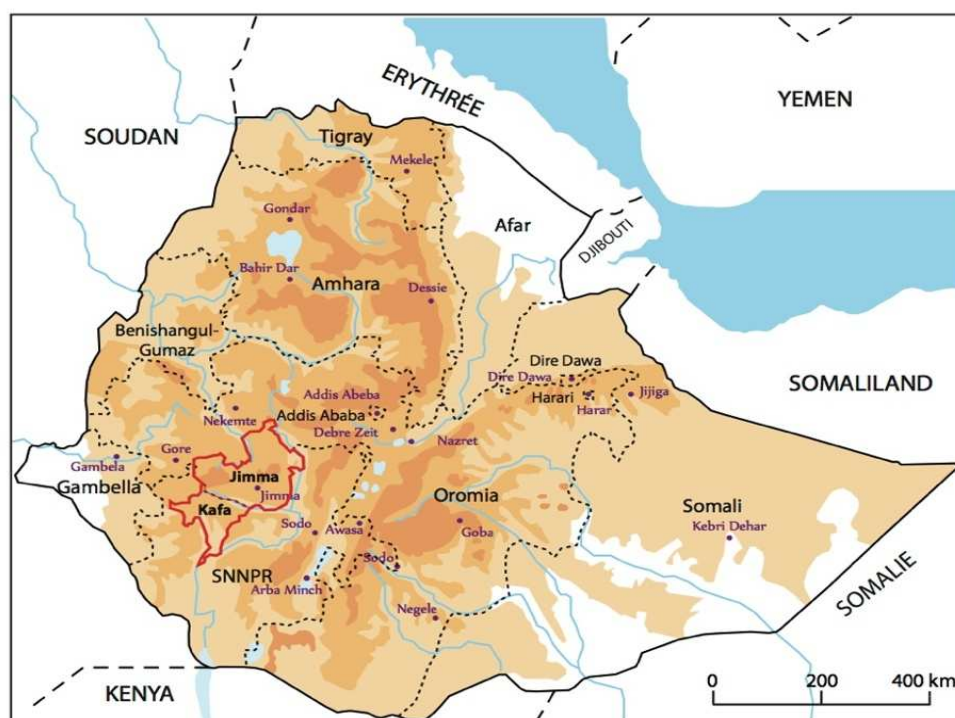 ERYTHRÉE
YEMEN
SOUDAN
Tigray
Mekele
Gondar
Afar
DJIBOUTI
Bahir Dar
Amhara
Dessie
Benishangul-
Gumaz
Dire Dawa
Dire Dawa
Harari
Harar
Jijiga
SOMALILAND
Addis Abeba
Addis Ababa
Nekemte
Debre Zeit
Nazret
Gore
Gambela
Gambella
Jimma
Jimma
Kafa
Oromia
Somali
Sodo
Awasa
Goba
Kebri Dehar
Sodo
SNNPR
Arba Minch
SOMALIE
Negele
KENYA
0 200 400 km